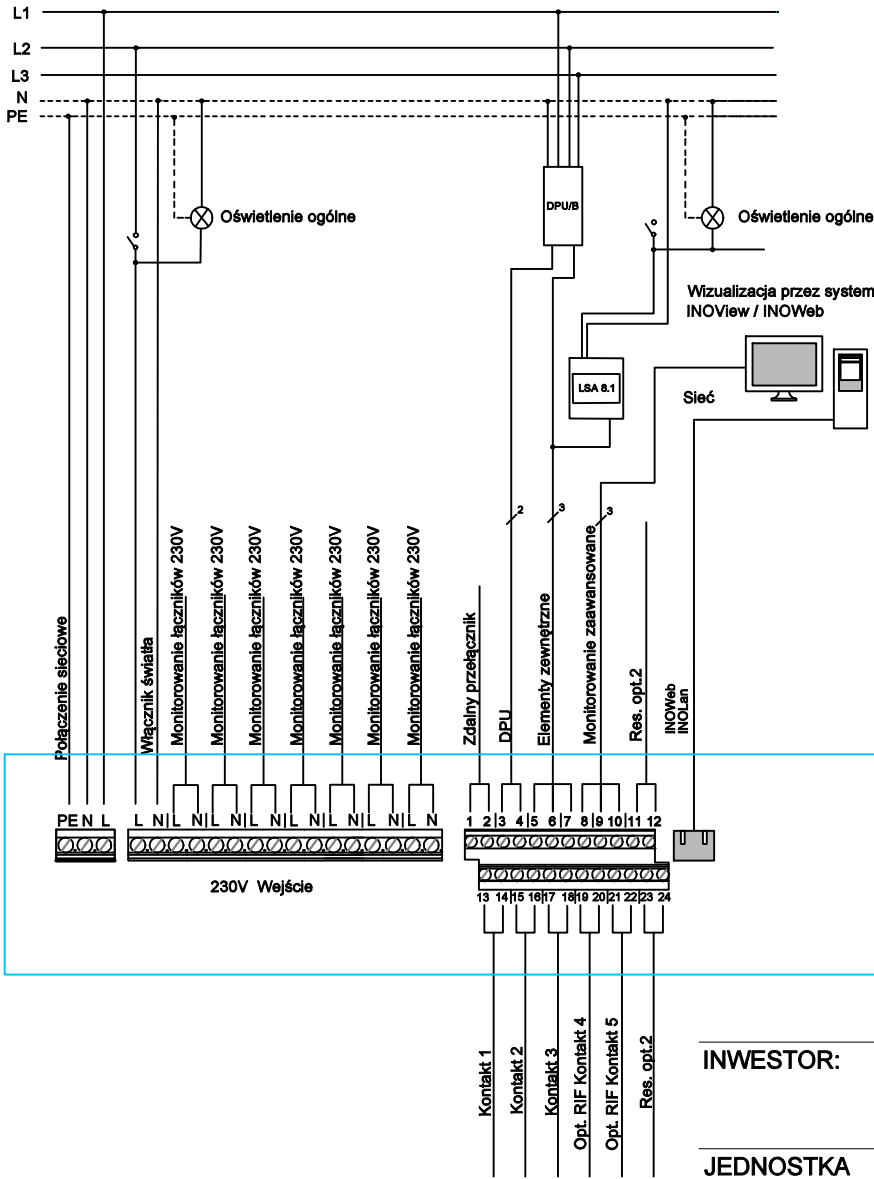 L1
L2
L3
N
PE
Oświetlenie ogólne
DPU/B
Oświetlenie ogólne
Wizualizacja przez system
INOView / INOWeb
LSA 8.1
Sieć
2
3
3
Połączenie sieciowe
Włącznik światła
Monitorowanie łączników 230V
Monitorowanie łączników 230V
Monitorowanie łączników 230V
Monitorowanie łączników 230V
Monitorowanie łączników 230V
Monitorowanie łączników 230V
Monitorowanie łączników 230V
Zdalny przełącznik
DPU
Elementy zewnętrzne
Monitorowanie zaawansowane
Res. opt.2
INOWeb
INOLan
PE N L
L N|L N|L N|L N|L N|L N|L N|L N
1 2 |3 4 |5 6 |7 8 |9 10 |11 12
230V Wejście
13 14|15 16|17 18|19 20|21 22|23 24
Kontakt 1
Kontakt 2
Kontakt 3
Opt. RIF Kontakt 4
Opt. RIF Kontakt 5
Res. opt.2
INWESTOR:
JEDNOSTKA